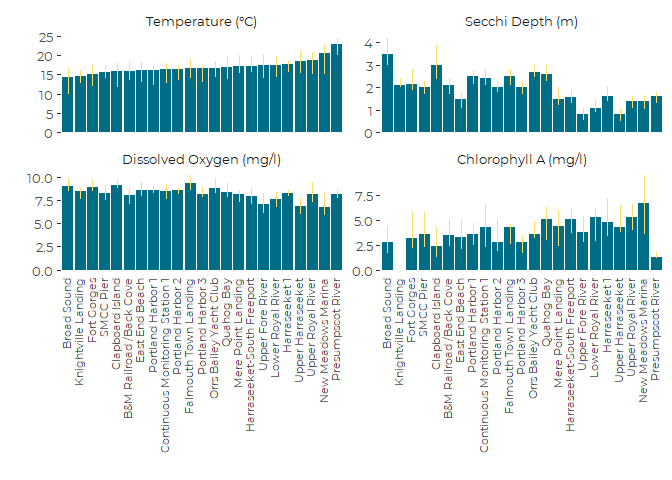 Temperature (°C)
25
20
15
10
5
0
Secchi Depth (m)
4
3
2
1
0
Dissolved Oxygen (mg/l)
10.0
7.5
5.0
2.5
0.0
Chlorophyll A (mg/l)
7.5
5.0
2.5
0.0
Broad Sound
Knightville Landing
Fort Gorges
SMCC Pier
Clapboard Island
B&M Railroad / Back Cove
East End Beach
Portland Harbor 1
Continuous Monitoring Station 1
Portland Harbor 2
Falmouth Town Landing
Portland Harbor 3
Orrs Bailey Yacht Club
Quahog Bay
Mere Point Landing
Harraseeket-South Freeport
Upper Fore River
Lower Royal River
Harraseeket 1
Upper Harraseeket
Upper Royal River
New Meadows Marina
Presumpscot River
Broad Sound
Knightville Landing
Fort Gorges
SMCC Pier
Clapboard Island
B&M Railroad / Back Cove
East End Beach
Portland Harbor 1
Continuous Monitoring Station 1
Portland Harbor 2
Falmouth Town Landing
Portland Harbor 3
Orrs Bailey Yacht Club
Quahog Bay
Mere Point Landing
Harraseeket-South Freeport
Upper Fore River
Lower Royal River
Harraseeket 1
Upper Harraseeket
Upper Royal River
New Meadows Marina
Presumpscot River